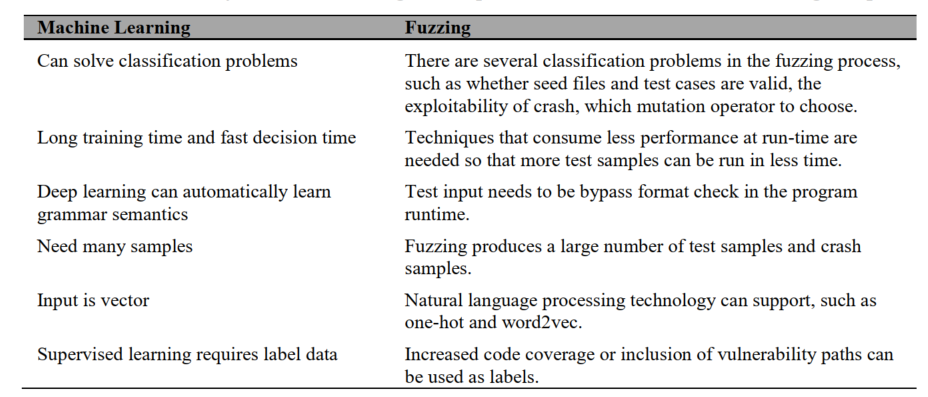 Machine Learning Fuzzing
Can solve classification problems There are several classification problems in the fuzzing process,
such as whether seed files and test cases are valid, the
exploitability of crash, which mutation operator to choose.
Long training time and fast decision time Techniques that consume less performance at run-time are
needed so that more test samples can be run in less time.
Deep learning can automatically learn Test input needs to be bypass format check in the program
grammar semantics runtime.
Need many samples Fuzzing produces a large number of test samples and crash
samples.
Input is vector Natural language processing technology can support, such as
one-hot and word2vec.
Supervised learning requires label data Increased code coverage or inclusion of vulnerability paths can
be used as labels.